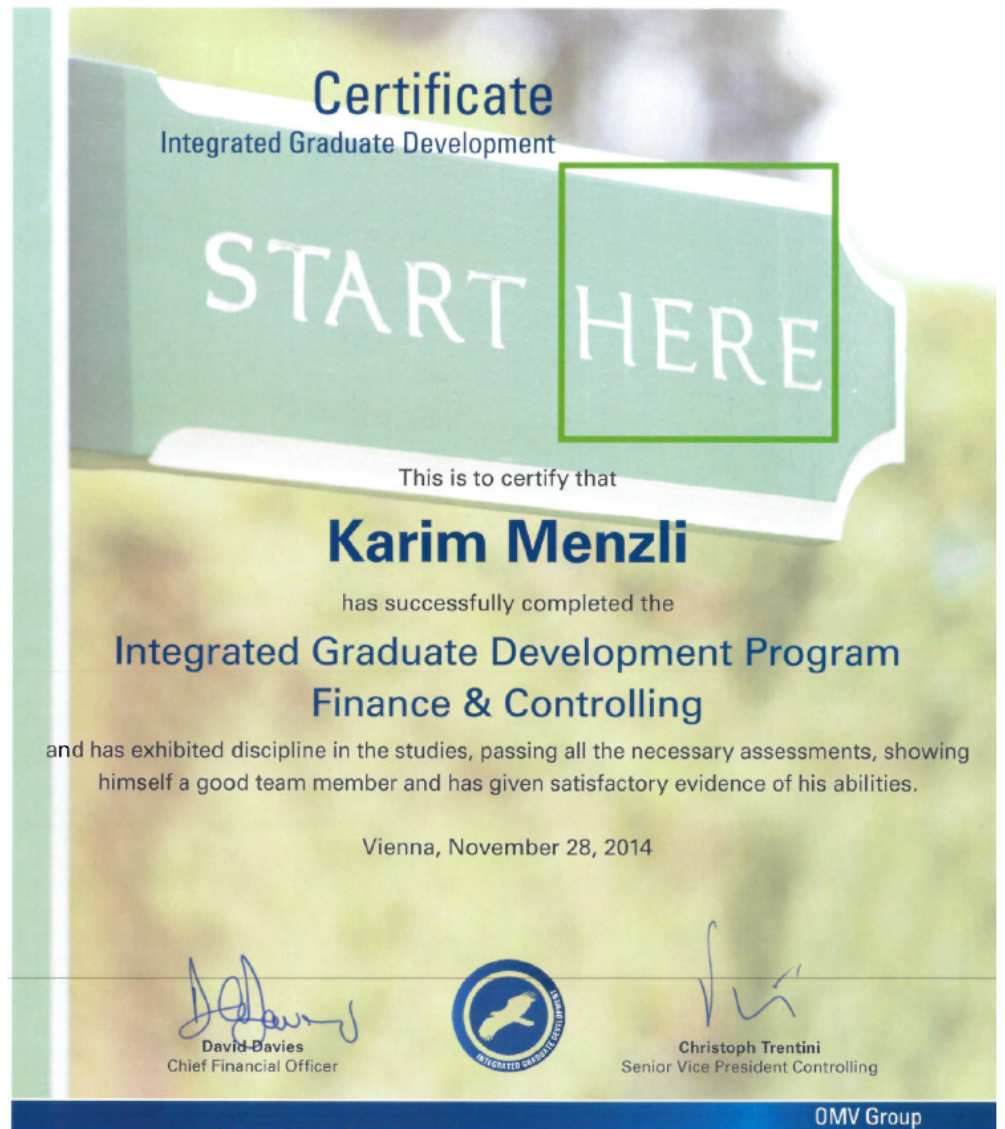 Certificate
Integrated Graduate Development
START HERE
This is to certify that
Karim Menzli
has successfully completed the
Integrated Graduate Development Program
Finance & Controlling
and has exhibited discipline in the studies, passing all the necessary assessments, showing
himself a good team member and has given satisfactory evidence of his abilities.
Vienna, November 28, 2014
David Davies
Chief Financial Officer
INTEGRATED GRADUATE DEVELOPMENT
Christoph Trentini
Senior Vice President Controlling
OMV Group